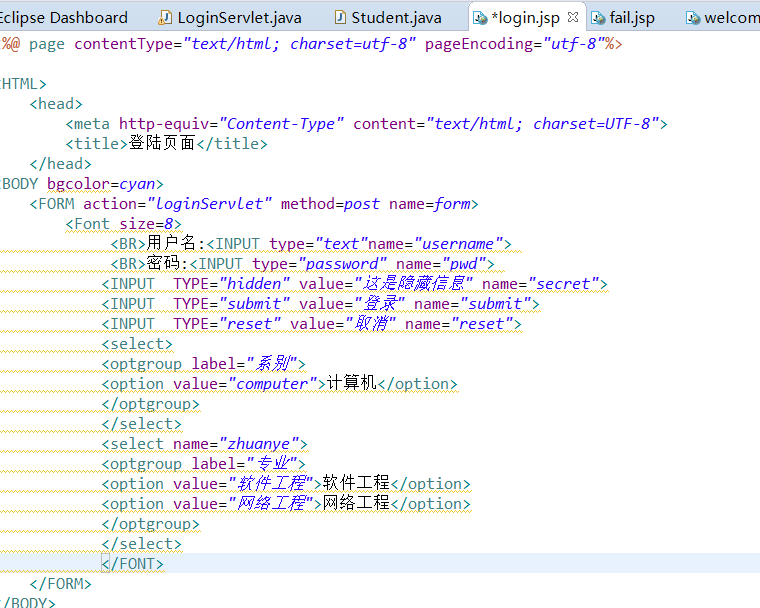 Eclipse Dashboard LoginServlet.java Student.java *login.jsp fail.jsp welcom
%@ page contentType="text/html; charset=utf-8" pageEncoding="utf-8"%>
HTML>
<head>
<meta http-equiv="Content-Type" content="text/html; charset=UTF-8">
<title>登陆页面</title>
</head>
BODY bgcolor=cyan>
<FORM action="loginServlet" method=post name=form>
<Font size=8>
<BR>用户名:<INPUT type="text"name="username">
<BR>密码:<INPUT type="password" name="pwd">
<INPUT  TYPE="hidden" value="这是隐藏信息" name="secret">
<INPUT  TYPE="submit" value="登录" name="submit">
<INPUT  TYPE="reset" value="取消" name="reset">
<select>
<optgroup label="系别">
<option value="computer">计算机</option>
</optgroup>
</select>
<select name="zhuanye">
<optgroup label="专业">
<option value="软件工程">软件工程</option>
<option value="网络工程">网络工程</option>
</optgroup>
</select>
</FONT>
</FORM>
/BODY>